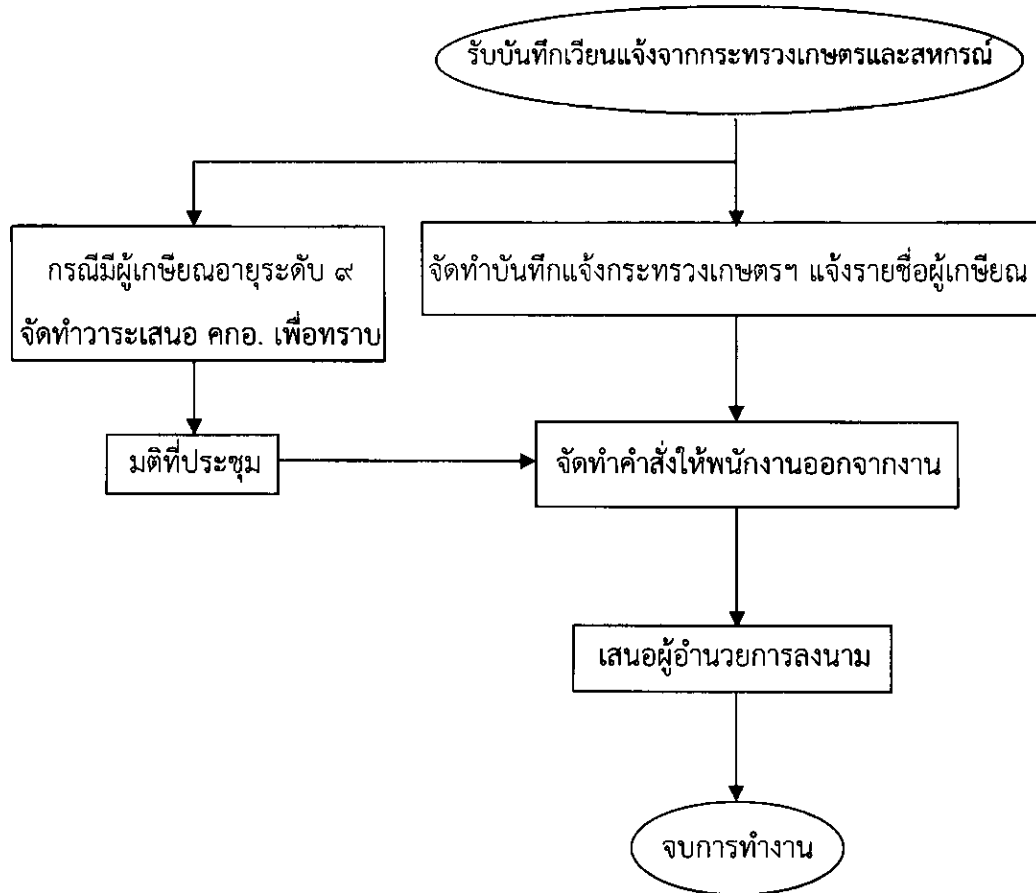 รับบันทึกเวียนแจ้งจากกระทรวงเกษตรและสหกรณ์
กรณีมีผู้เกษียณอายุระดับ ๙
จัดทำวาระเสนอ คกอ. เพื่อทราบ
จัดทำบันทึกแจ้งกระทรวงเกษตรฯ แจ้งรายชื่อผู้เกษียณ
มติที่ประชุม
จัดทำคำสั่งให้พนักงานออกจากงาน
เสนอผู้อำนวยการลงนาม
จบการทำงาน